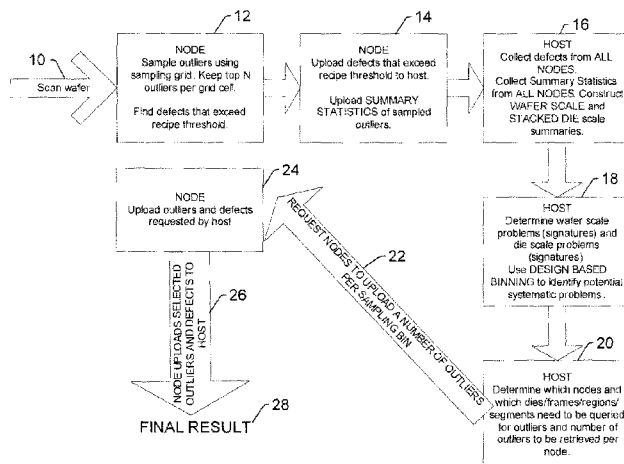 10
Scan wafer
12
NODE
Sample outliers using
sampling grid. Keep top N
outliers per grid cell.
Find defects that exceed
recipe threshold.
14
NODE
Upload defects that exceed
recipe threshold to host.
Upload SUMMARY
STATISTICS of sampled
outliers.
16
HOST
Collect defects from ALL
NODES.
Collect Summary Statistics
from ALL NODES. Construct
WAFER SCALE and
STACKED DIE scale
summaries.
18
HOST
Determine wafer scale
problems (signatures) and
die scale problems
(signatures)
Use DESIGN BASED
BINNING to identify potential
systematic problems.
20
HOST
Determine which nodes and
which dies/frames/regions/
segments need to be queried
for outliers and number of
outliers to be retrieved per
node.
22
REQUEST NODES TO UPLOAD A NUMBER OF OUTLIERS
PER SAMPLING BIN
24
NODE
Upload outliers and defects
requested by host
26
NODE UPLOADS SELECTED
OUTLIERS AND DEFECTS TO
HOST
28
FINAL RESULT